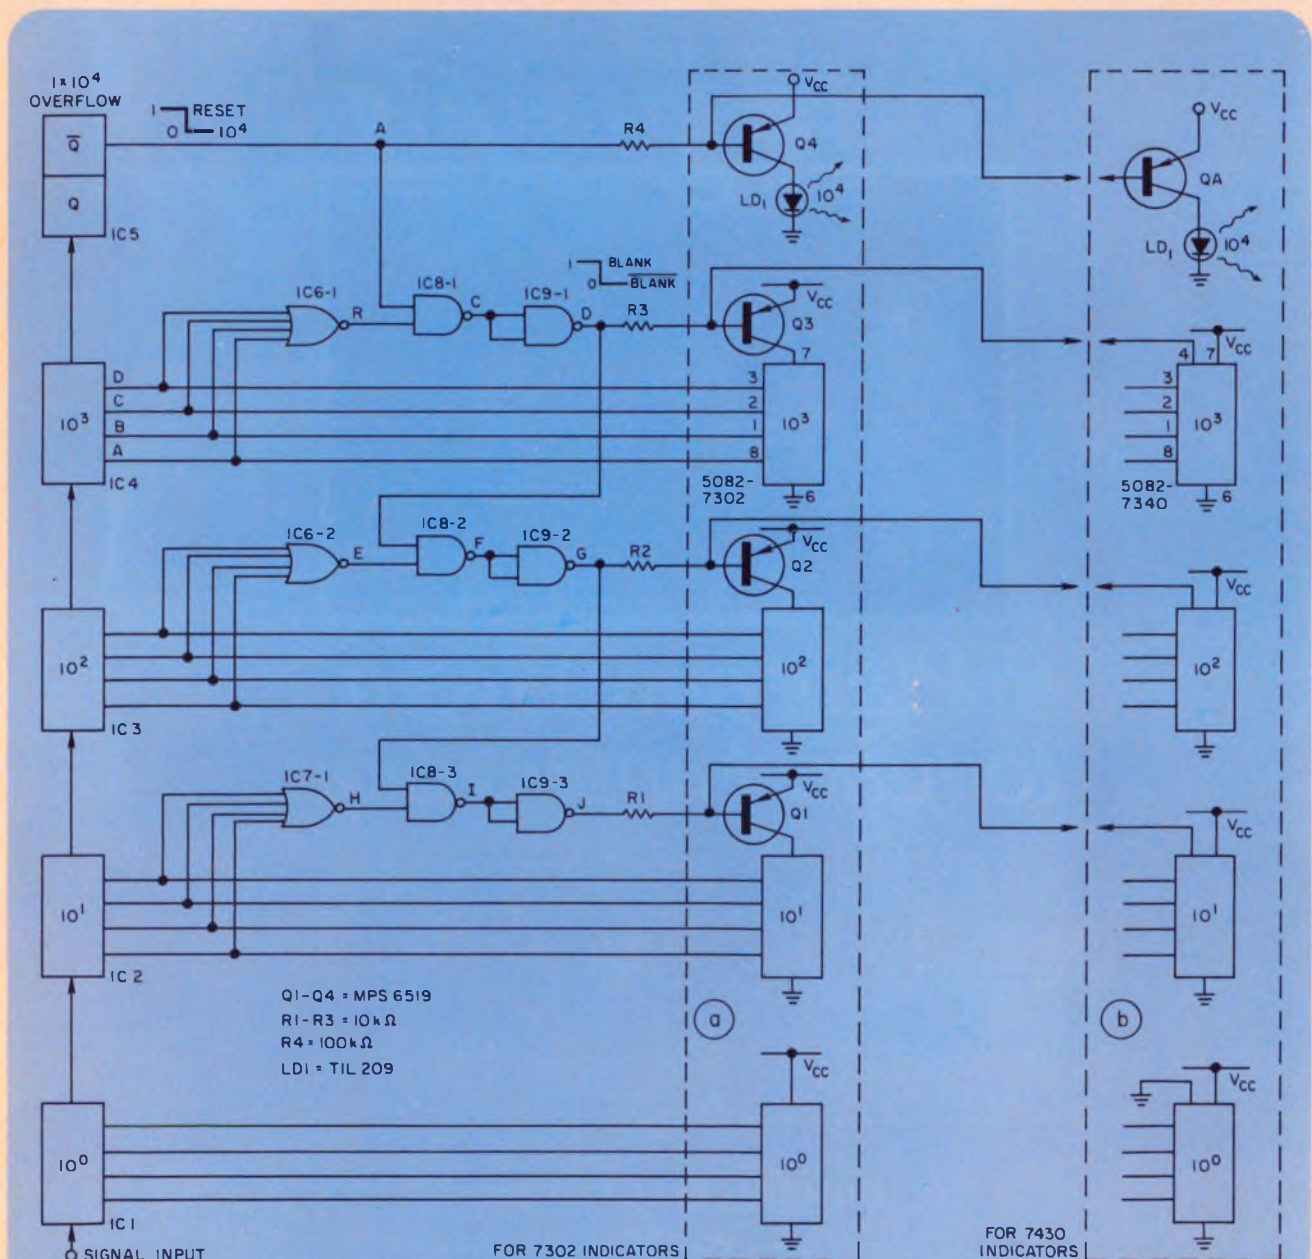 1 x 10⁴
OVERFLOW
1 RESET
0 10⁴
Q̅
Q
IC5
A
R4
VCC
Q4
LD1
10⁴
VCC
QA
LD1
10⁴
IC6-1
R
IC8-1
C
IC9-1
D
1 BLANK
0 B̅L̅A̅N̅K̅
R3
VCC
Q3
7
D
C
B
A
10³
IC4
3
2
1
8
10³
5082-
7302
6
4
7
VCC
3
2
1
8
10³
5082-
7340
6
IC6-2
E
IC8-2
F
IC9-2
G
R2
VCC
Q2
10²
IC3
10²
VCC
10²
IC7-1
H
IC8-3
I
IC9-3
J
R1
VCC
Q1
10¹
IC2
10¹
VCC
10¹
Q1-Q4 = MPS 6519
R1-R3 = 10kΩ
R4 = 100kΩ
LD1 = TIL 209
a
b
10⁰
IC1
VCC
10⁰
VCC
10⁰
SIGNAL INPUT
FOR 7302 INDICATORS
FOR 7430
INDICATORS